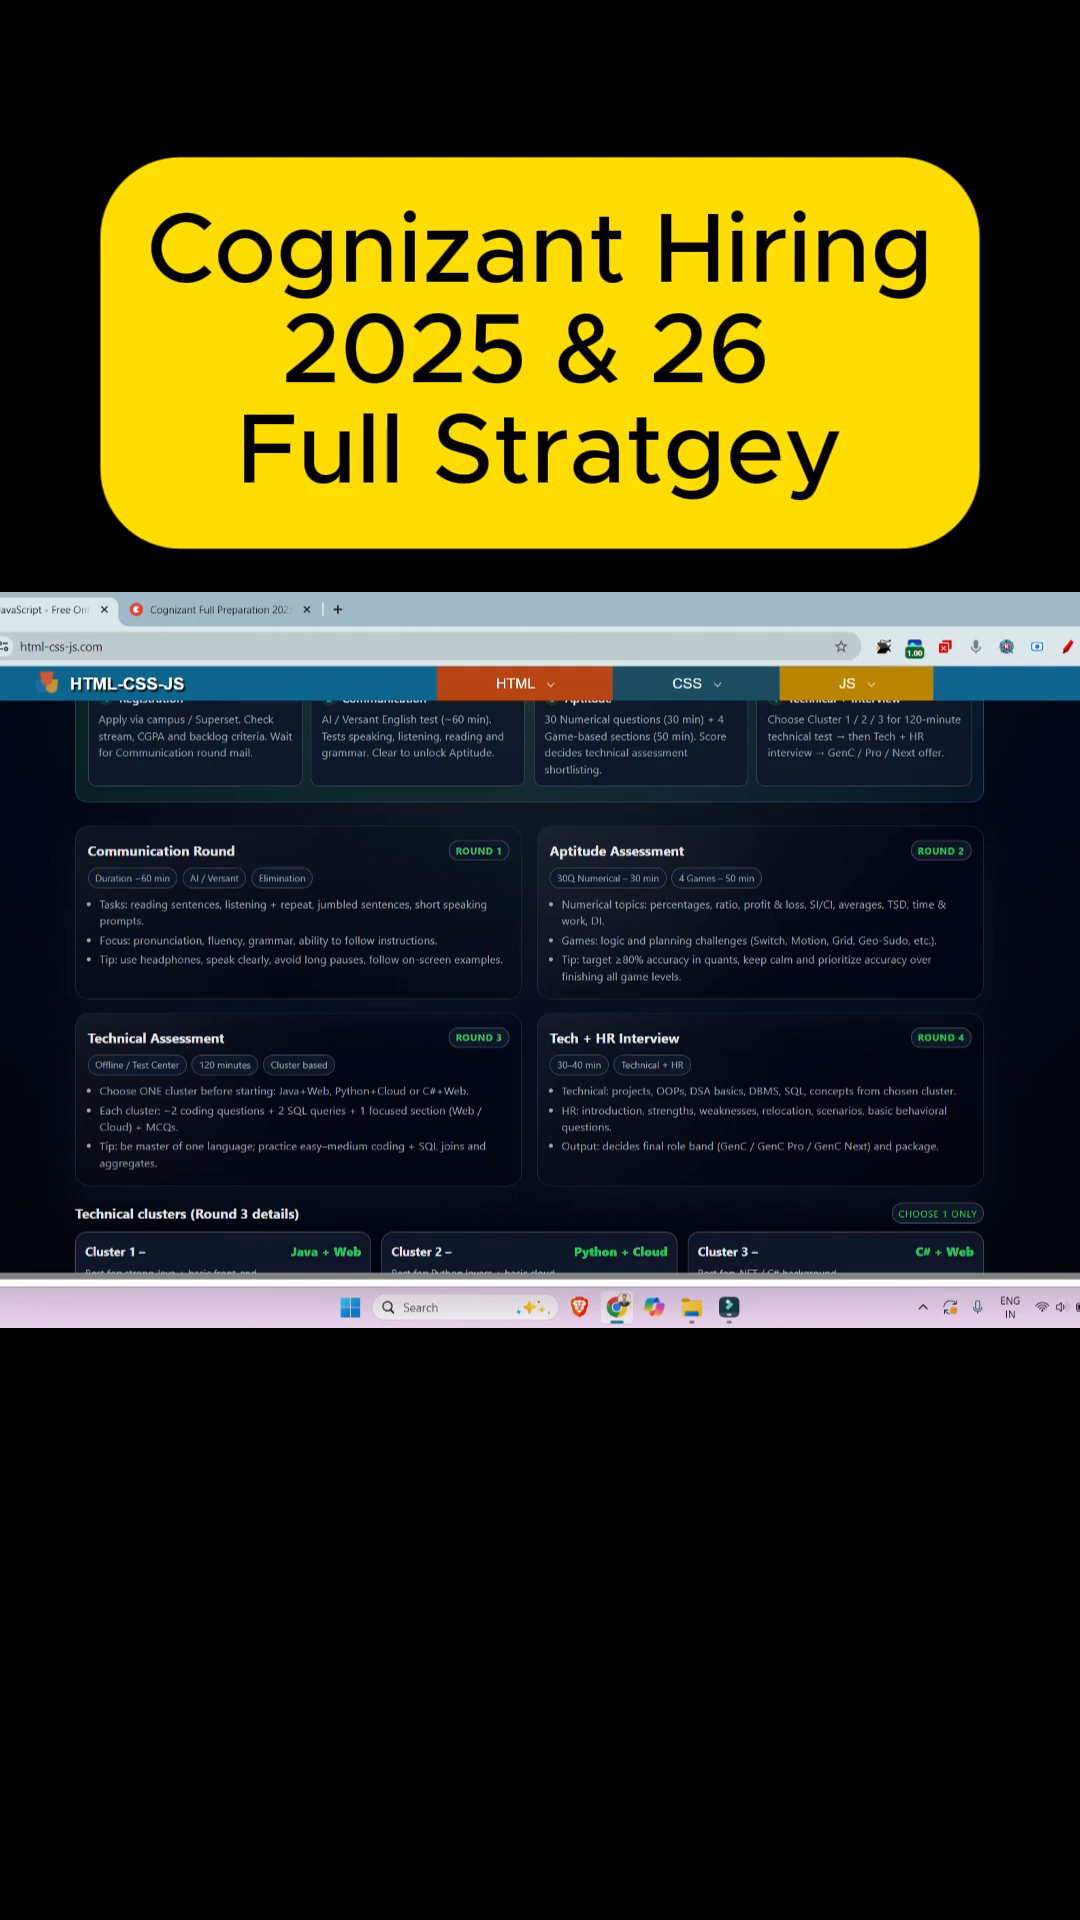 Cognizant Hiring
2025 & 26
Full Stratgey
avaScript - Free Onl
Cognizant Full Preparation 202
html-css-js.com
1.00
HTML-CSS-JS
HTML
CSS
JS
Registration
Communication
Aptitude
Technical + Interview
Apply via campus / Superset. Check
stream, CGPA and backlog criteria. Wait
for Communication round mail.
AI / Versant English test (~60 min).
Tests speaking, listening, reading and
grammar. Clear to unlock Aptitude.
30 Numerical questions (30 min) + 4
Game-based sections (50 min). Score
decides technical assessment
shortlisting.
Choose Cluster 1 / 2 / 3 for 120-minute
technical test → then Tech + HR
interview → GenC / Pro / Next offer.
Communication Round
ROUND 1
Duration ~60 min
AI / Versant
Elimination
• Tasks: reading sentences, listening + repeat, jumbled sentences, short speaking
prompts.
• Focus: pronunciation, fluency, grammar, ability to follow instructions.
• Tip: use headphones, speak clearly, avoid long pauses, follow on-screen examples.
Aptitude Assessment
ROUND 2
30Q Numerical – 30 min
4 Games – 50 min
• Numerical topics: percentages, ratio, profit & loss, SI/CI, averages, TSD, time &
work, DI.
• Games: logic and planning challenges (Switch, Motion, Grid, Geo-Sudo, etc.).
• Tip: target ≥80% accuracy in quants, keep calm and prioritize accuracy over
finishing all game levels.
Technical Assessment
ROUND 3
Offline / Test Center
120 minutes
Cluster based
• Choose ONE cluster before starting: Java+Web, Python+Cloud or C#+Web.
• Each cluster: ~2 coding questions + 2 SQL queries + 1 focused section (Web /
Cloud) + MCQs.
• Tip: be master of one language; practice easy–medium coding + SQL joins and
aggregates.
Tech + HR Interview
ROUND 4
30–40 min
Technical + HR
• Technical: projects, OOPs, DSA basics, DBMS, SQL, concepts from chosen cluster.
• HR: introduction, strengths, weaknesses, relocation, scenarios, basic behavioral
questions.
• Output: decides final role band (GenC / GenC Pro / GenC Next) and package.
Technical clusters (Round 3 details)
CHOOSE 1 ONLY
Cluster 1 –
Java + Web
Cluster 2 –
Python + Cloud
Cluster 3 –
C# + Web
Search
ENG
IN